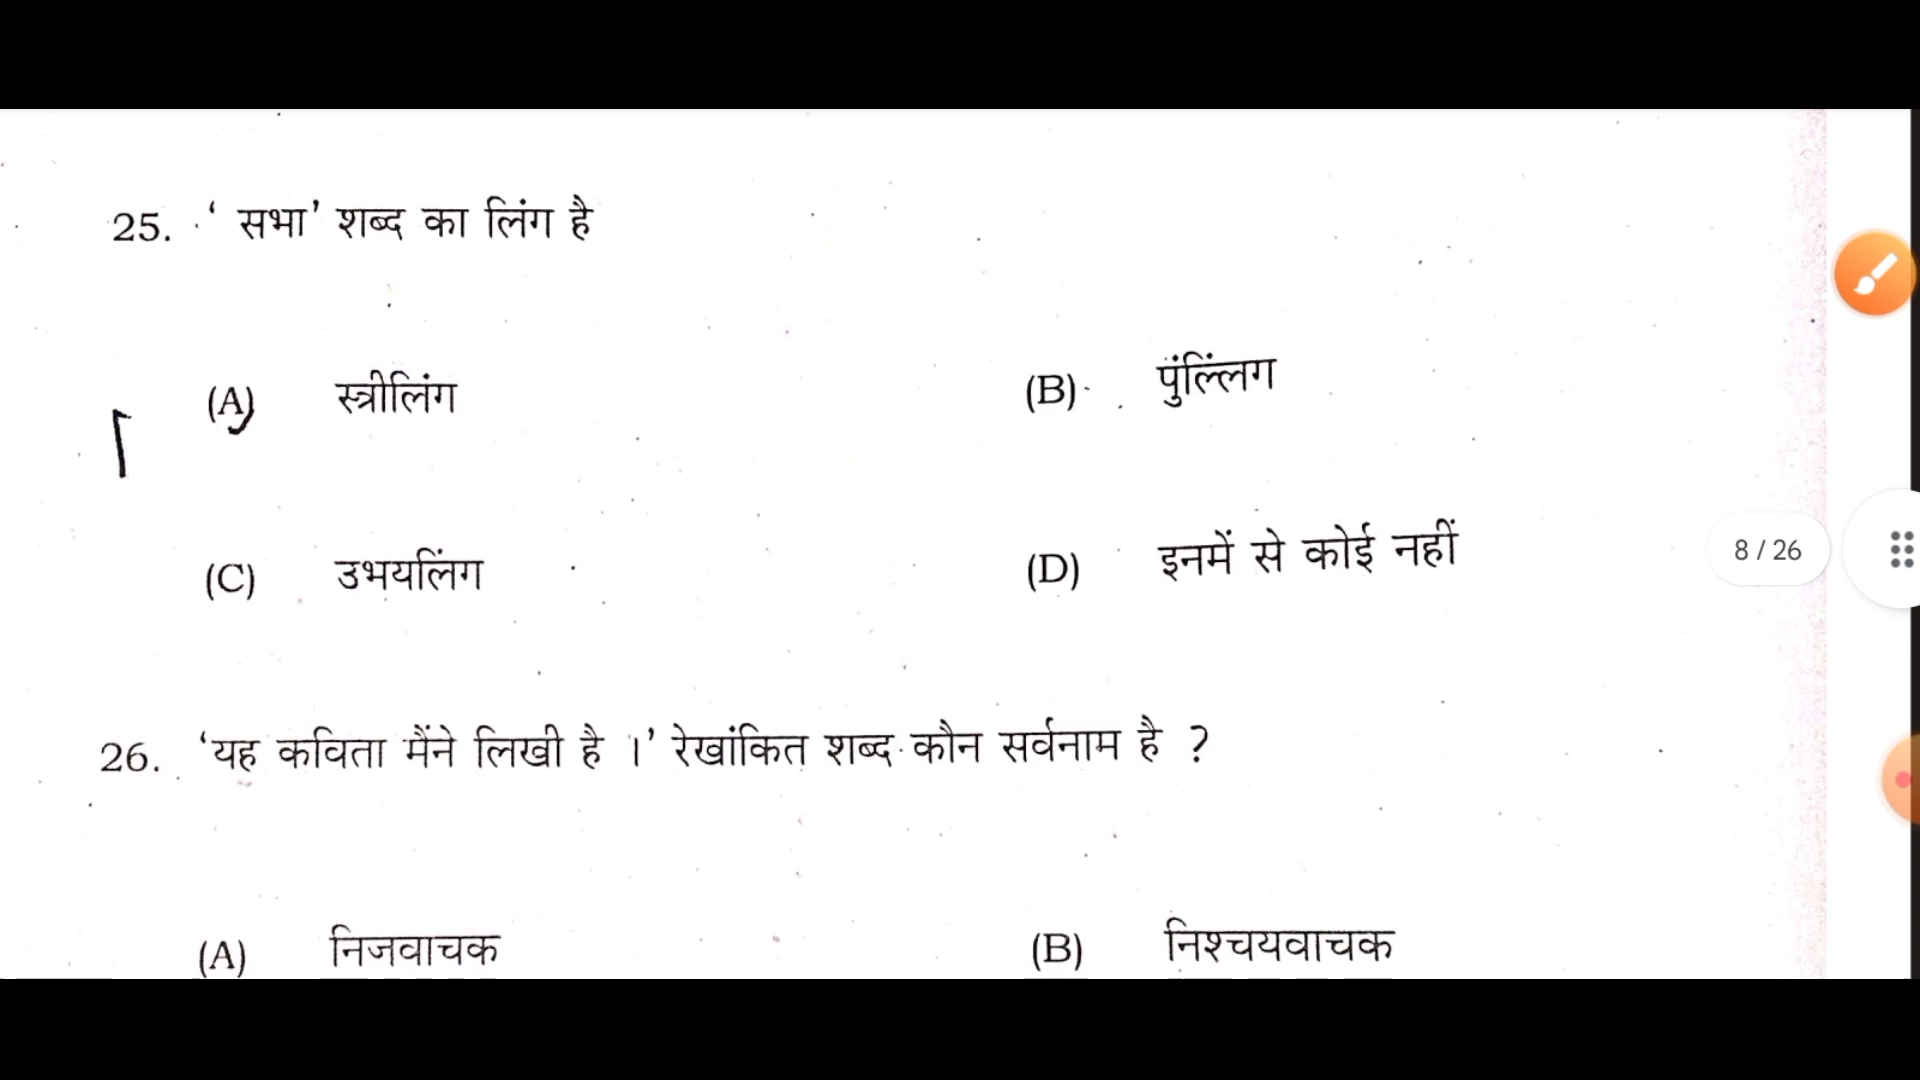 25. ‘ सभा’ शब्द का लिंग है
(A) स्त्रीलिंग (B) पुंल्लिंग
(C) उभयलिंग (D) इनमें से कोई नहीं
8 / 26
26. ‘यह कविता मैंने लिखी है ।’ रेखांकित शब्द कौन सर्वनाम है ?
(A) निजवाचक (B) निश्चयवाचक